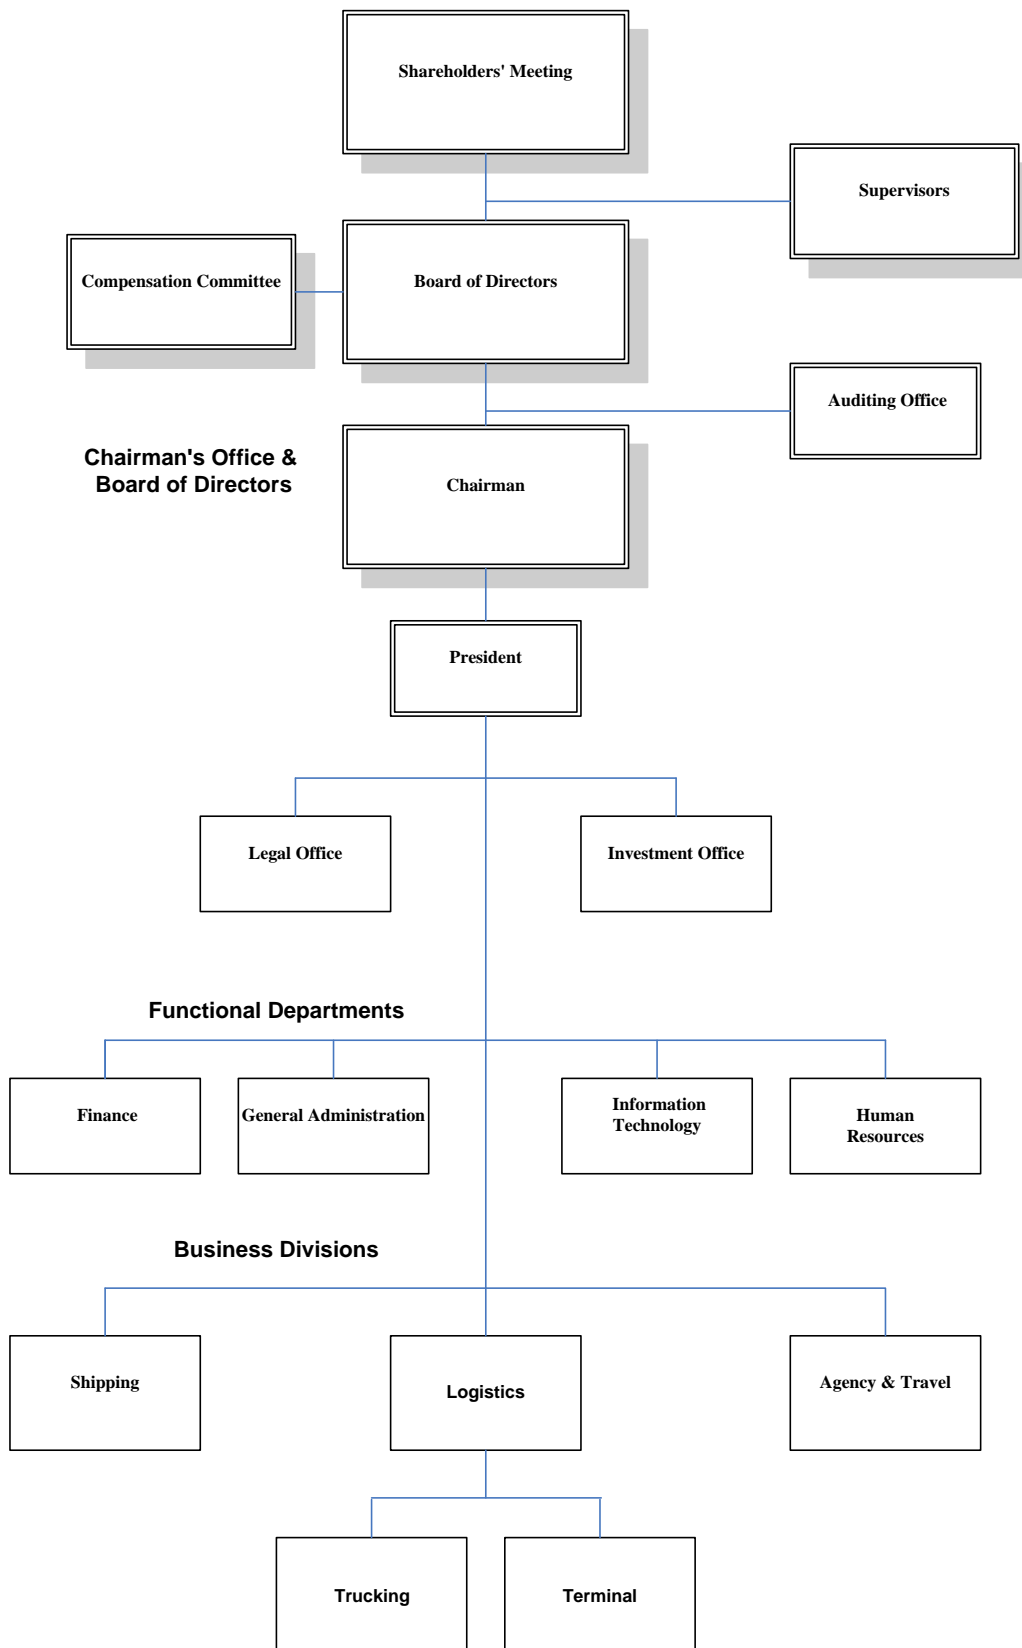 Shareholders' Meeting
Supervisors
Compensation Committee
Board of Directors
Auditing Office
Chairman's Office &
Board of Directors
Chairman
President
Legal Office
Investment Office
Functional Departments
Finance
General Administration
Information
Technology
Human
Resources
Business Divisions
Shipping
Logistics
Agency & Travel
Trucking
Terminal